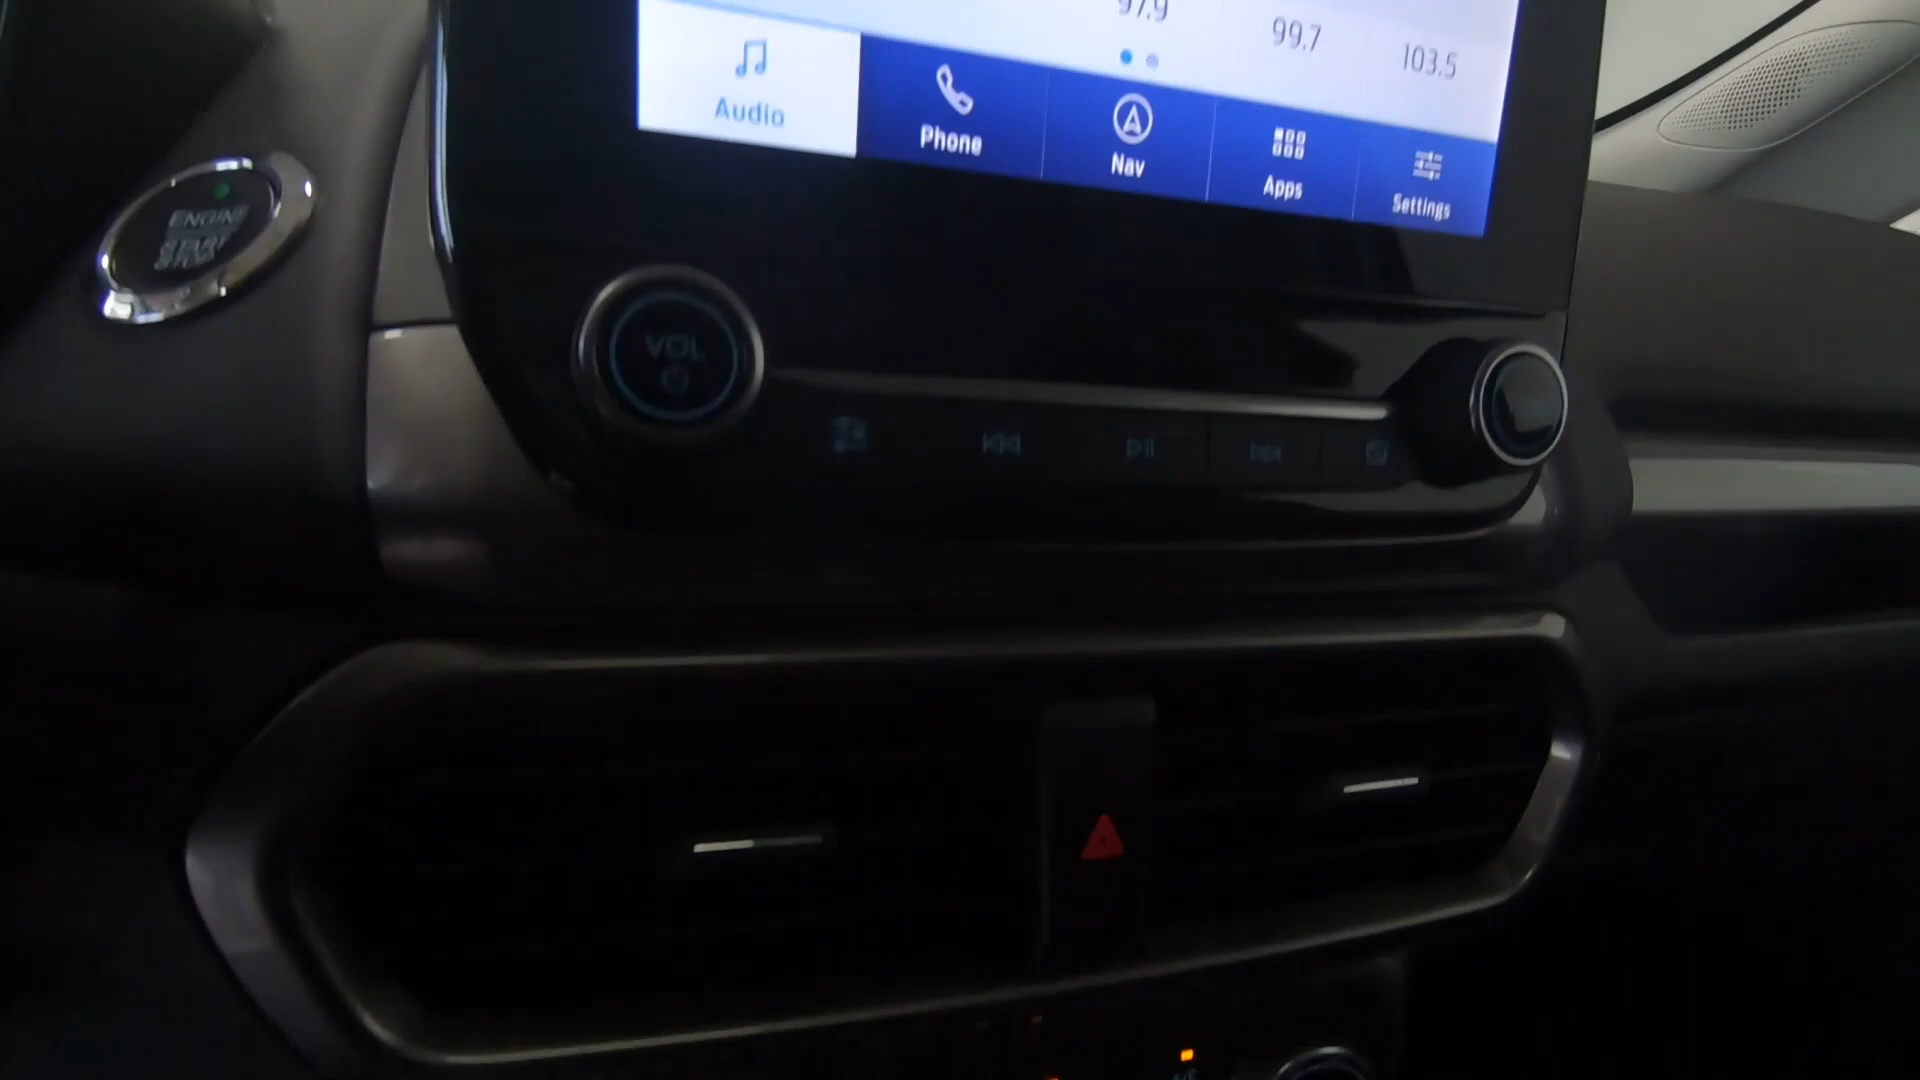 97.9
99.7
103.5
Audio
Phone
Nav
Apps
Settings
ENGINE
START
STOP
VOL